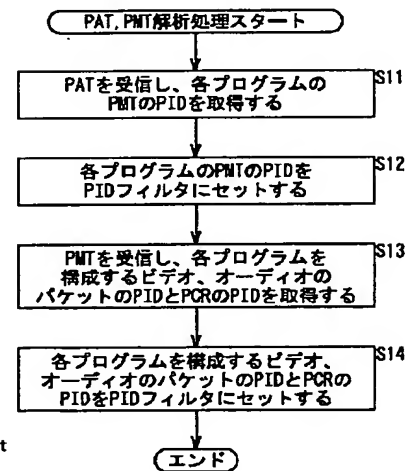 PAT,PMT解析処理スタート
S11
PATを受信し、各プログラムの
PMTのPIDを取得する
S12
各プログラムのPMTのPIDを
PIDフィルタにセットする
S13
PMTを受信し、各プログラムを
構成するビデオ、オーディオの
パケットのPIDとPCRのPIDを取得する
S14
各プログラムを構成するビデオ、
オーディオのパケットのPIDとPCRの
PIDをPIDフィルタにセットする
t
エンド